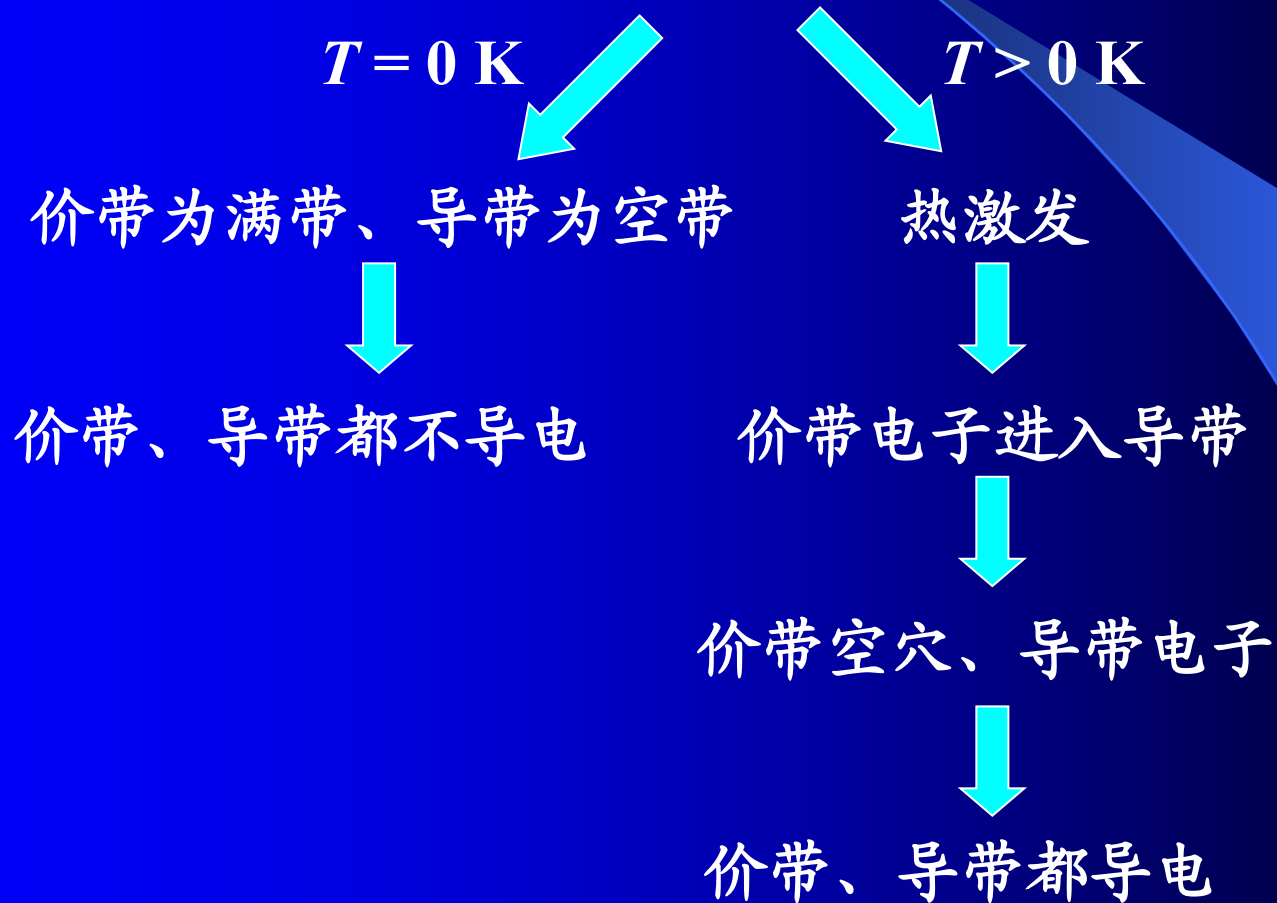 T = 0 K
T > 0 K
价带为满带、导带为空带
热激发
价带、导带都不导电
价带电子进入导带
价带空穴、导带电子
价带、导带都导电